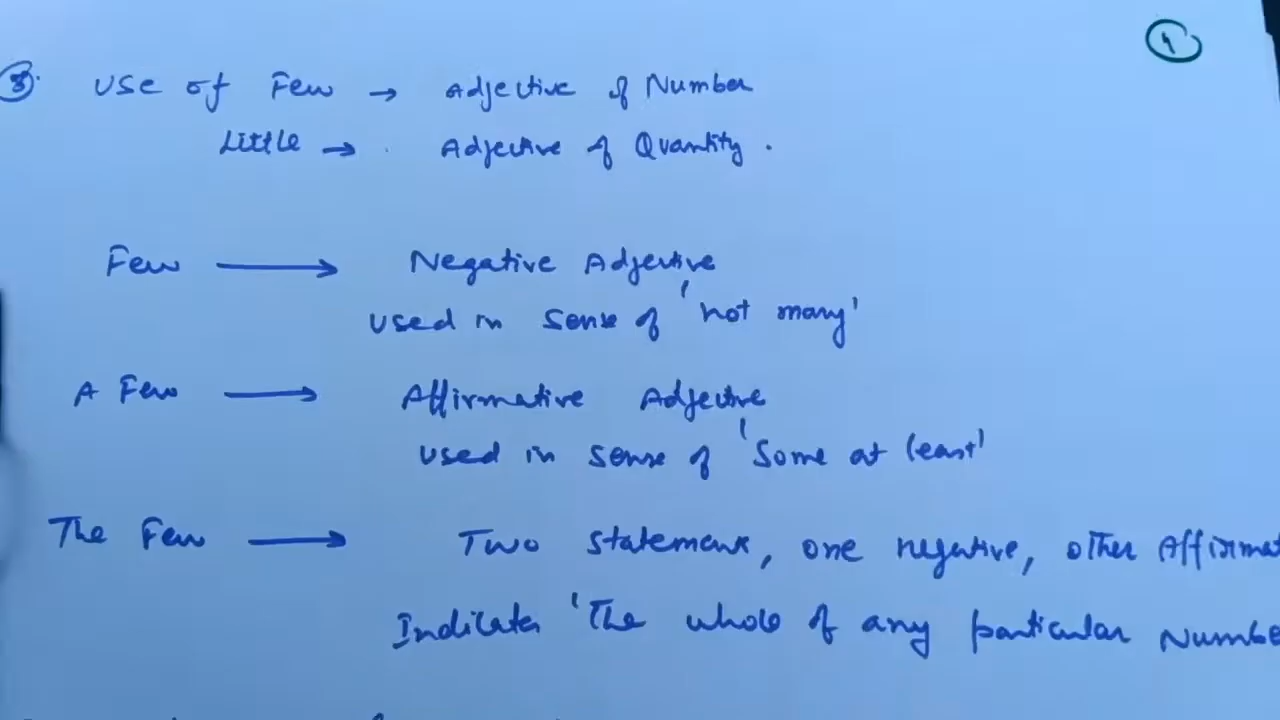 1
8. Use of Few → Adjective of Number
Little → Adjective of Quantity.
Few → Negative Adjective
used in sense of 'not many'
A Few → Affirmative Adjective
used in sense of 'Some at least'
The Few → Two statements, one negative, other Affirmat
Indicates 'The whole of any particular Numbe